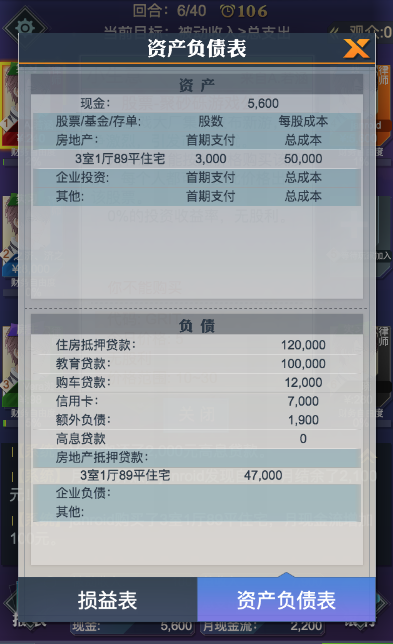 回合: 6/40 106
当前目标: 被动收入>总支出
观众:0
资产负债表
资 产
现金: 5,600
股票/基金/存单: 股数 每股成本
房地产: 首期支付 总成本
3室1厅89平住宅 3,000 50,000
企业投资: 首期支付 总成本
其他: 首期支付 总成本
负 债
住房抵押贷款: 120,000
教育贷款: 100,000
购车贷款: 12,000
信用卡: 7,000
额外负债: 1,900
高息贷款 0
房地产抵押贷款:
3室1厅89平住宅 47,000
企业负债:
其他:
损益表 资产负债表
现金: 5,600 月现金流: 2,200